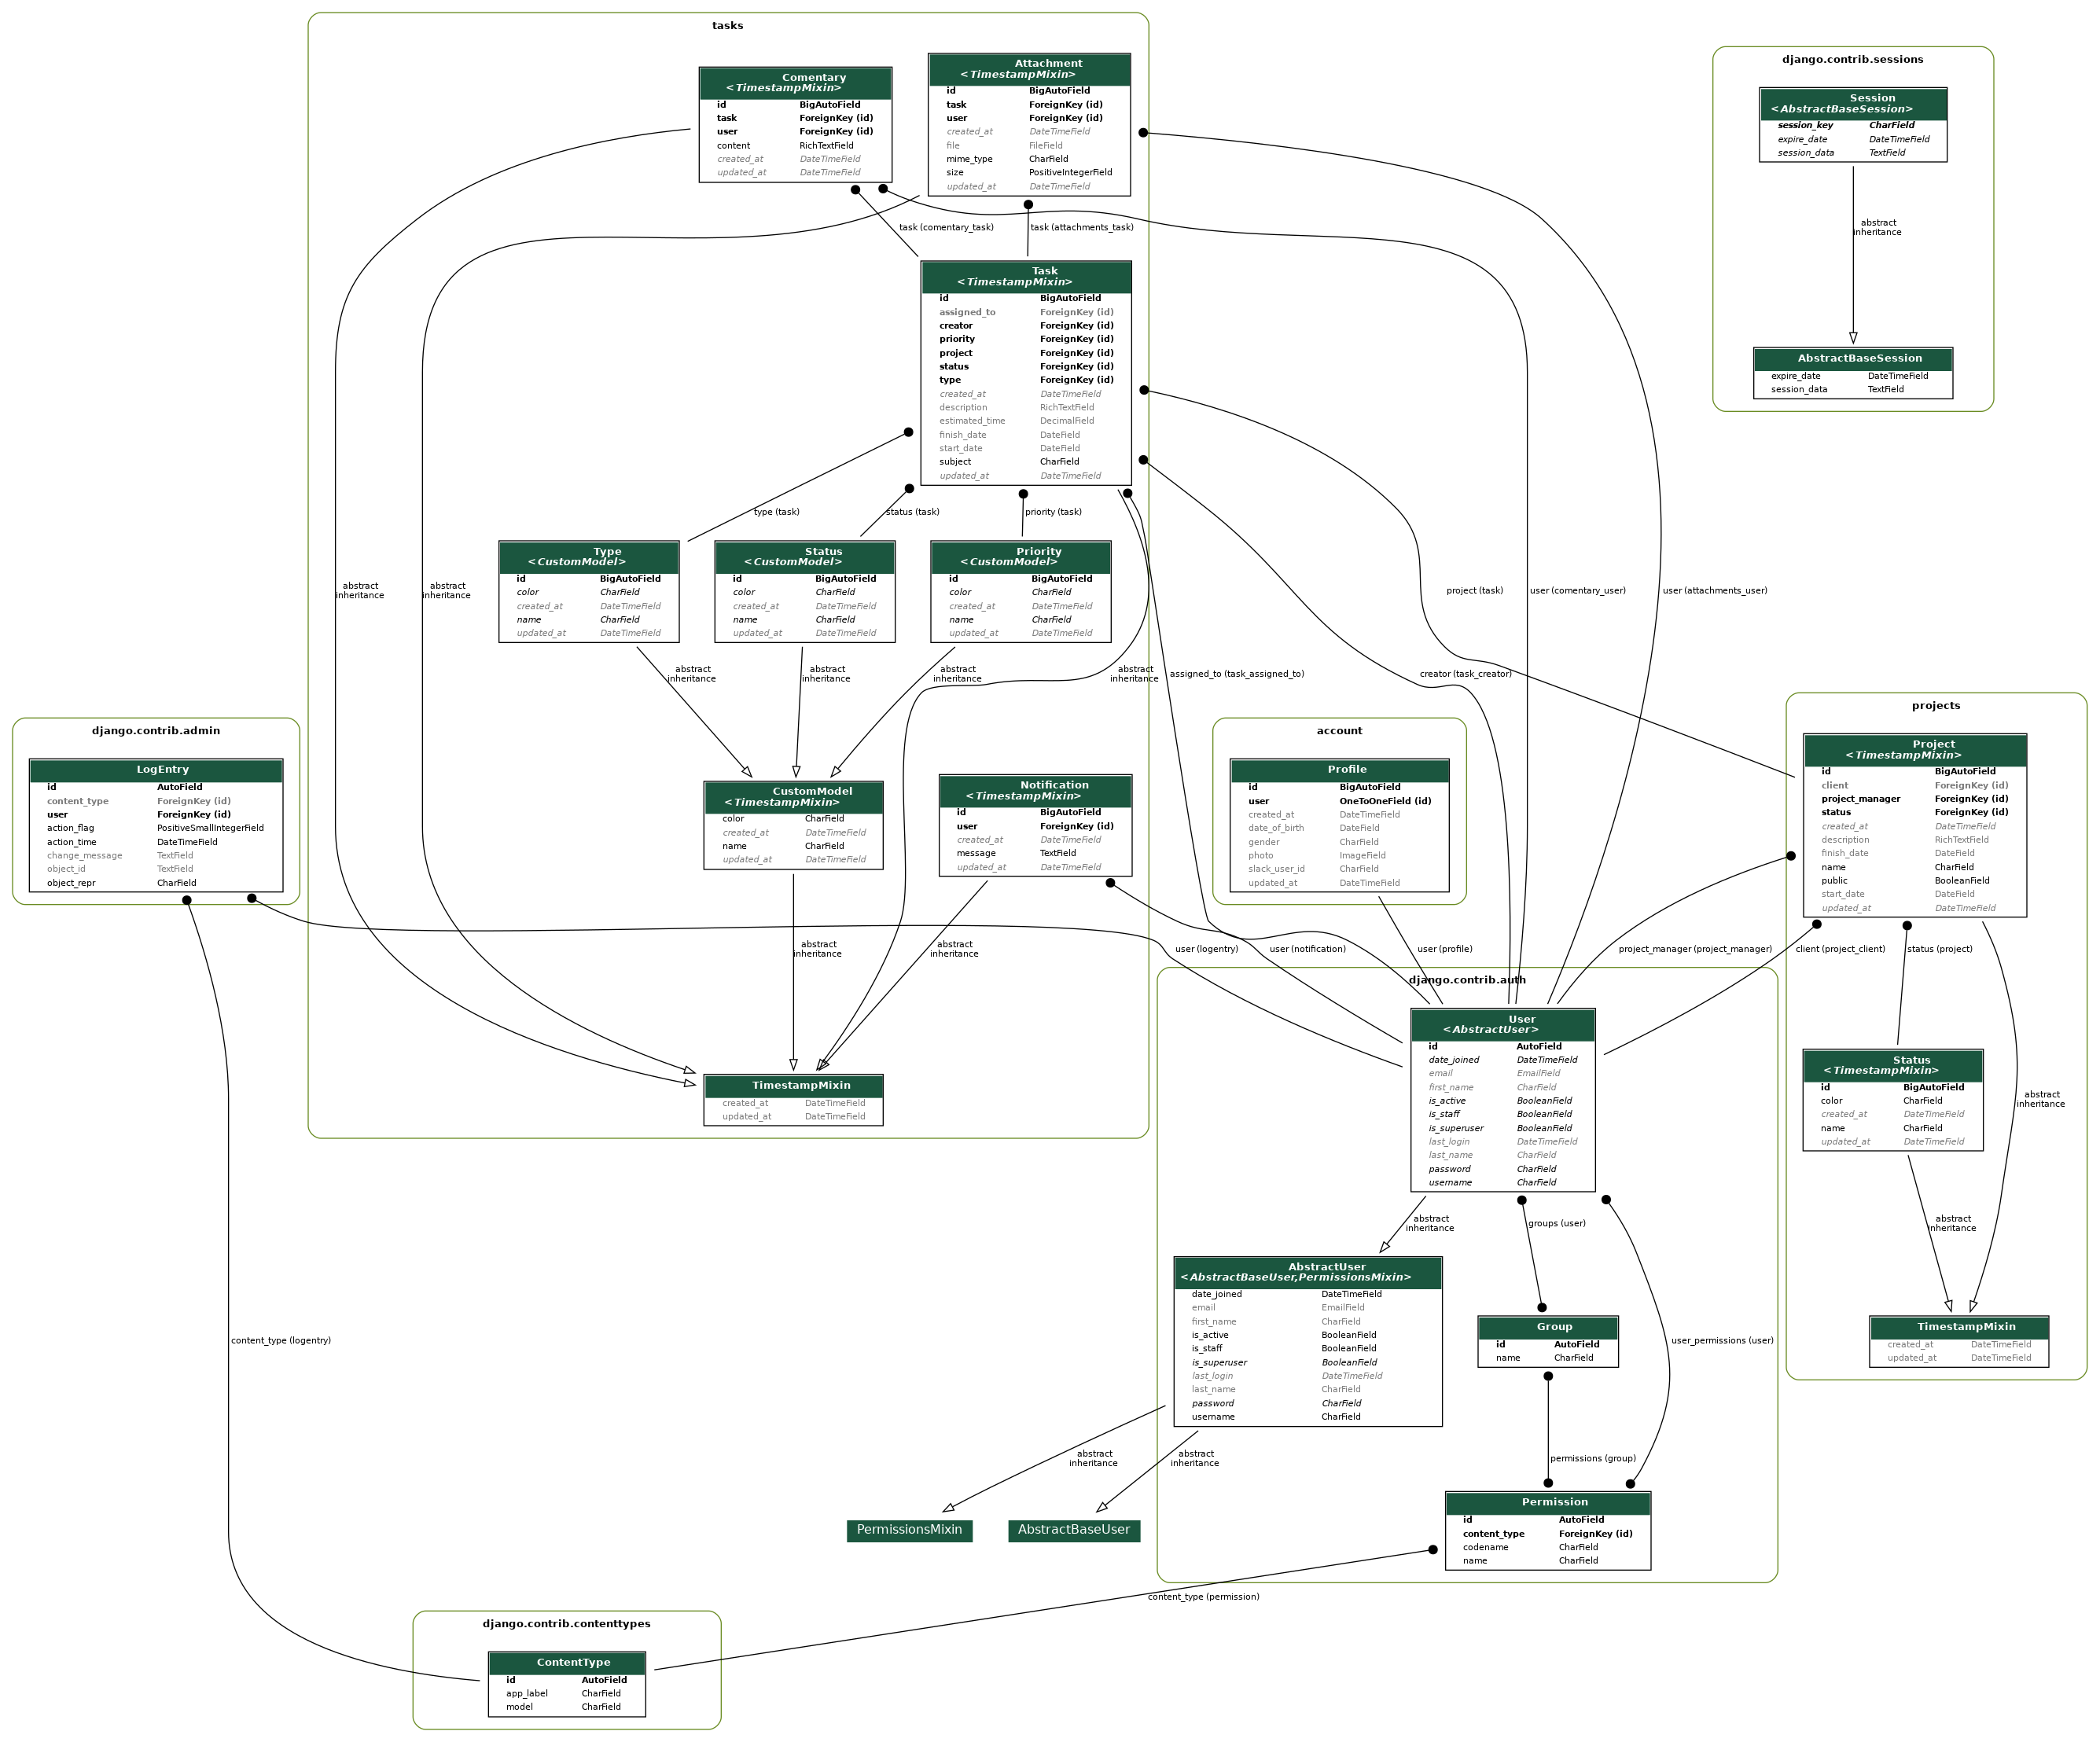 tasks
Comentary
<TimestampMixin>
id BigAutoField
task ForeignKey (id)
user ForeignKey (id)
content RichTextField
created_at DateTimeField
updated_at DateTimeField
Attachment
<TimestampMixin>
id BigAutoField
task ForeignKey (id)
user ForeignKey (id)
created_at DateTimeField
file FileField
mime_type CharField
size PositiveIntegerField
updated_at DateTimeField
task (comentary_task)
task (attachments_task)
Task
<TimestampMixin>
id BigAutoField
assigned_to ForeignKey (id)
creator ForeignKey (id)
priority ForeignKey (id)
project ForeignKey (id)
status ForeignKey (id)
type ForeignKey (id)
created_at DateTimeField
description RichTextField
estimated_time DecimalField
finish_date DateField
start_date DateField
subject CharField
updated_at DateTimeField
type (task)
status (task)
priority (task)
Type
<CustomModel>
id BigAutoField
color CharField
created_at DateTimeField
name CharField
updated_at DateTimeField
Status
<CustomModel>
id BigAutoField
color CharField
created_at DateTimeField
name CharField
updated_at DateTimeField
Priority
<CustomModel>
id BigAutoField
color CharField
created_at DateTimeField
name CharField
updated_at DateTimeField
abstract
inheritance
abstract
inheritance
abstract
inheritance
abstract
inheritance
abstract
inheritance
abstract
inheritance
CustomModel
<TimestampMixin>
color CharField
created_at DateTimeField
name CharField
updated_at DateTimeField
Notification
<TimestampMixin>
id BigAutoField
user ForeignKey (id)
created_at DateTimeField
message TextField
updated_at DateTimeField
abstract
inheritance
abstract
inheritance
TimestampMixin
created_at DateTimeField
updated_at DateTimeField
django.contrib.sessions
Session
<AbstractBaseSession>
session_key CharField
expire_date DateTimeField
session_data TextField
abstract
inheritance
AbstractBaseSession
expire_date DateTimeField
session_data TextField
project (task)
user (comentary_user)
user (attachments_user)
assigned_to (task_assigned_to)
creator (task_creator)
django.contrib.admin
LogEntry
id AutoField
content_type ForeignKey (id)
user ForeignKey (id)
action_flag PositiveSmallIntegerField
action_time DateTimeField
change_message TextField
object_id TextField
object_repr CharField
account
Profile
id BigAutoField
user OneToOneField (id)
created_at DateTimeField
date_of_birth DateField
gender CharField
photo ImageField
slack_user_id CharField
updated_at DateTimeField
projects
Project
<TimestampMixin>
id BigAutoField
client ForeignKey (id)
project_manager ForeignKey (id)
status ForeignKey (id)
created_at DateTimeField
description RichTextField
finish_date DateField
name CharField
public BooleanField
start_date DateField
updated_at DateTimeField
user (logentry)
user (notification)
user (profile)
project_manager (project_manager)
client (project_client)
status (project)
Status
<TimestampMixin>
id BigAutoField
color CharField
created_at DateTimeField
name CharField
updated_at DateTimeField
abstract
inheritance
abstract
inheritance
TimestampMixin
created_at DateTimeField
updated_at DateTimeField
django.contrib.auth
User
<AbstractUser>
id AutoField
date_joined DateTimeField
email EmailField
first_name CharField
is_active BooleanField
is_staff BooleanField
is_superuser BooleanField
last_login DateTimeField
last_name CharField
password CharField
username CharField
abstract
inheritance
groups (user)
AbstractUser
<AbstractBaseUser,PermissionsMixin>
date_joined DateTimeField
email EmailField
first_name CharField
is_active BooleanField
is_staff BooleanField
is_superuser BooleanField
last_login DateTimeField
last_name CharField
password CharField
username CharField
Group
id AutoField
name CharField
user_permissions (user)
content_type (logentry)
abstract
inheritance
abstract
inheritance
permissions (group)
PermissionsMixin
AbstractBaseUser
Permission
id AutoField
content_type ForeignKey (id)
codename CharField
name CharField
content_type (permission)
django.contrib.contenttypes
ContentType
id AutoField
app_label CharField
model CharField